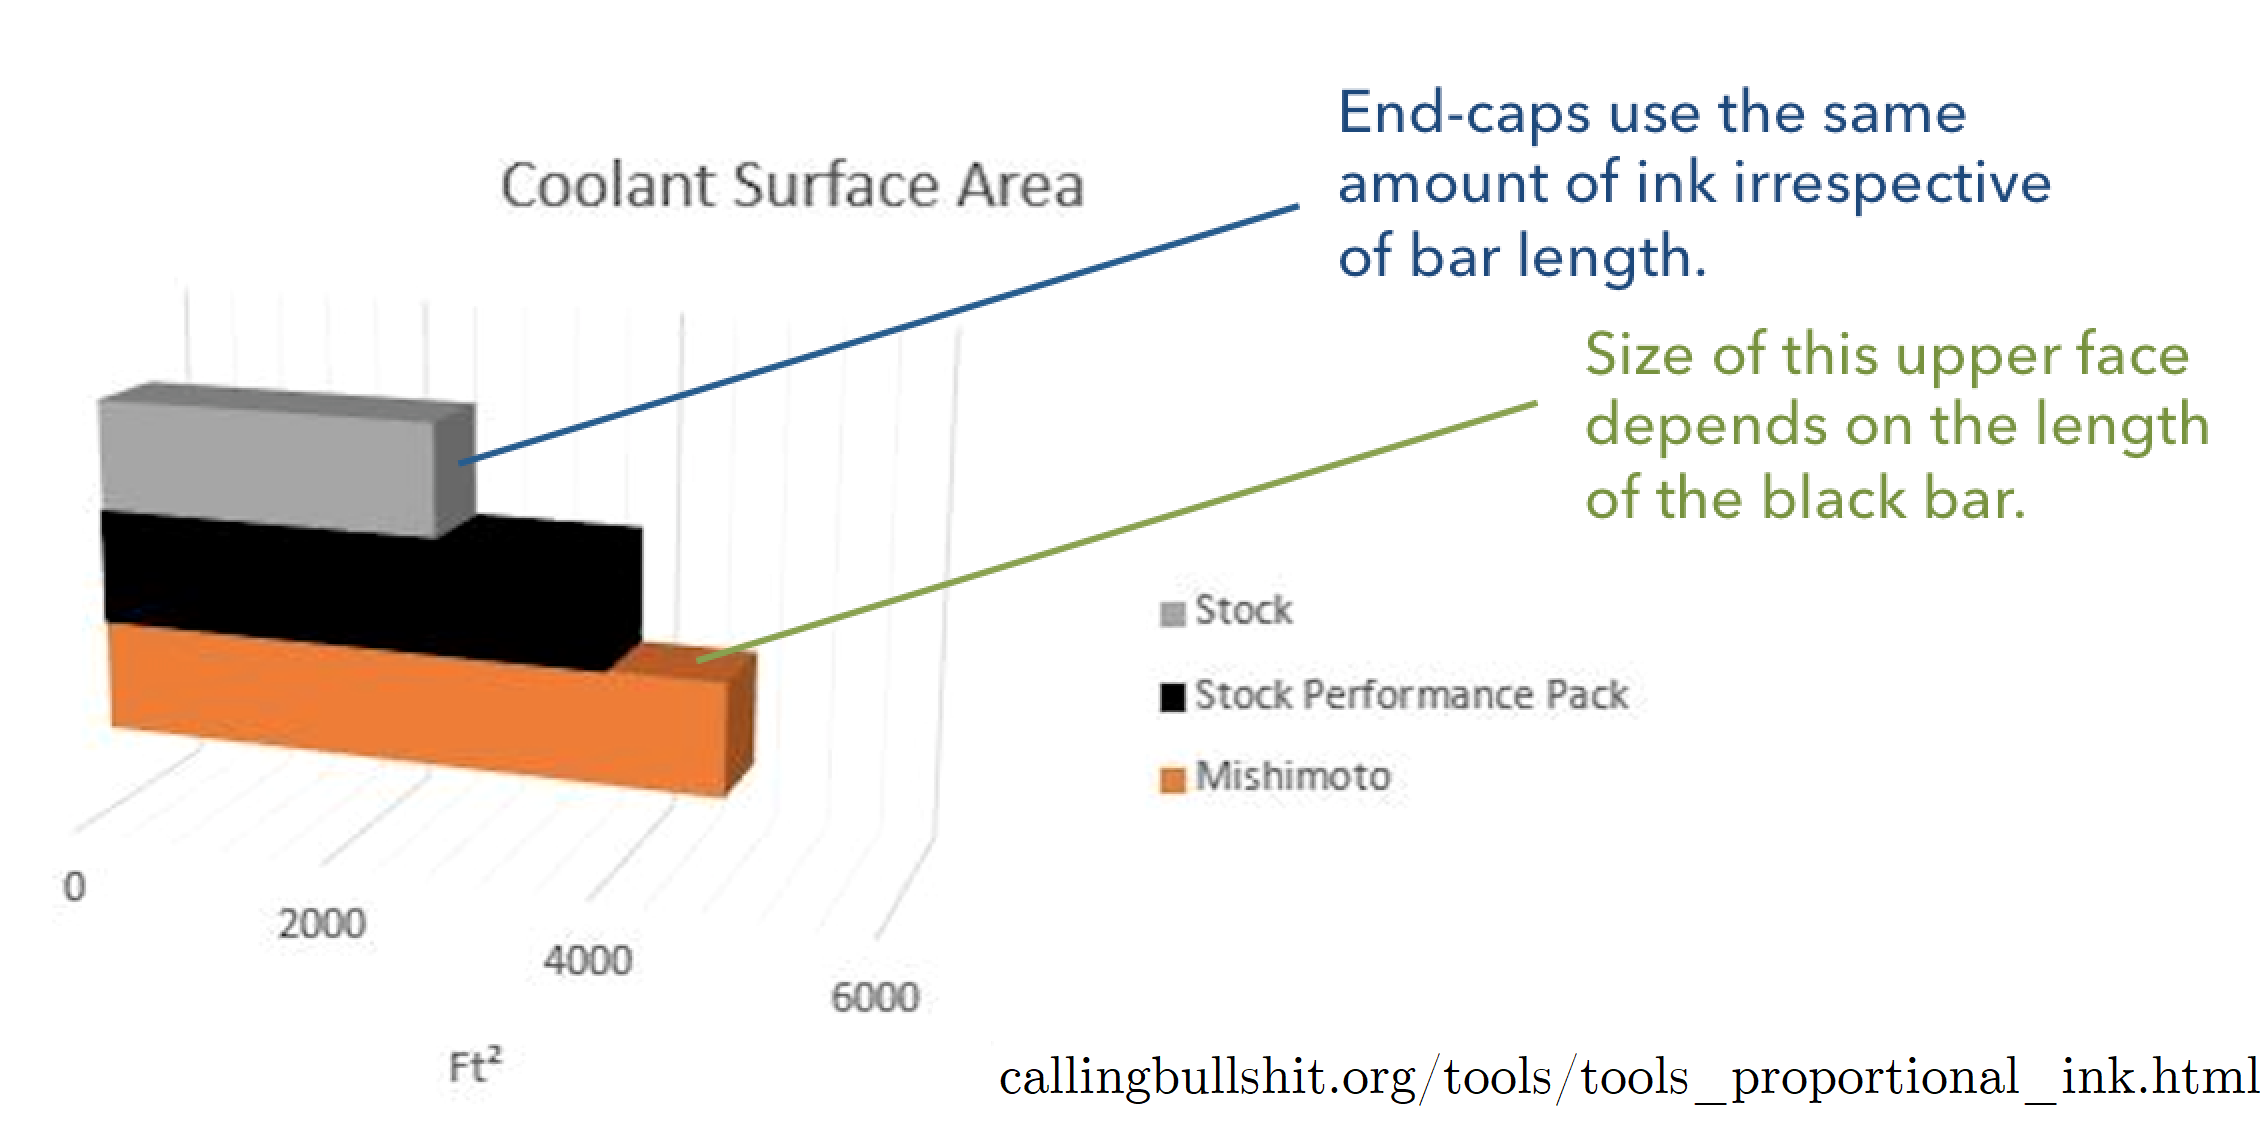 End-caps use the same
amount of ink irrespective
of bar length.
Coolant Surface Area
Size of this upper face
depends on the length
of the black bar.
Stock
Stock Performance Pack
Mishimoto
0
2000
4000
6000
Ft²
callingbullshit.org/tools/tools_proportional_ink.html